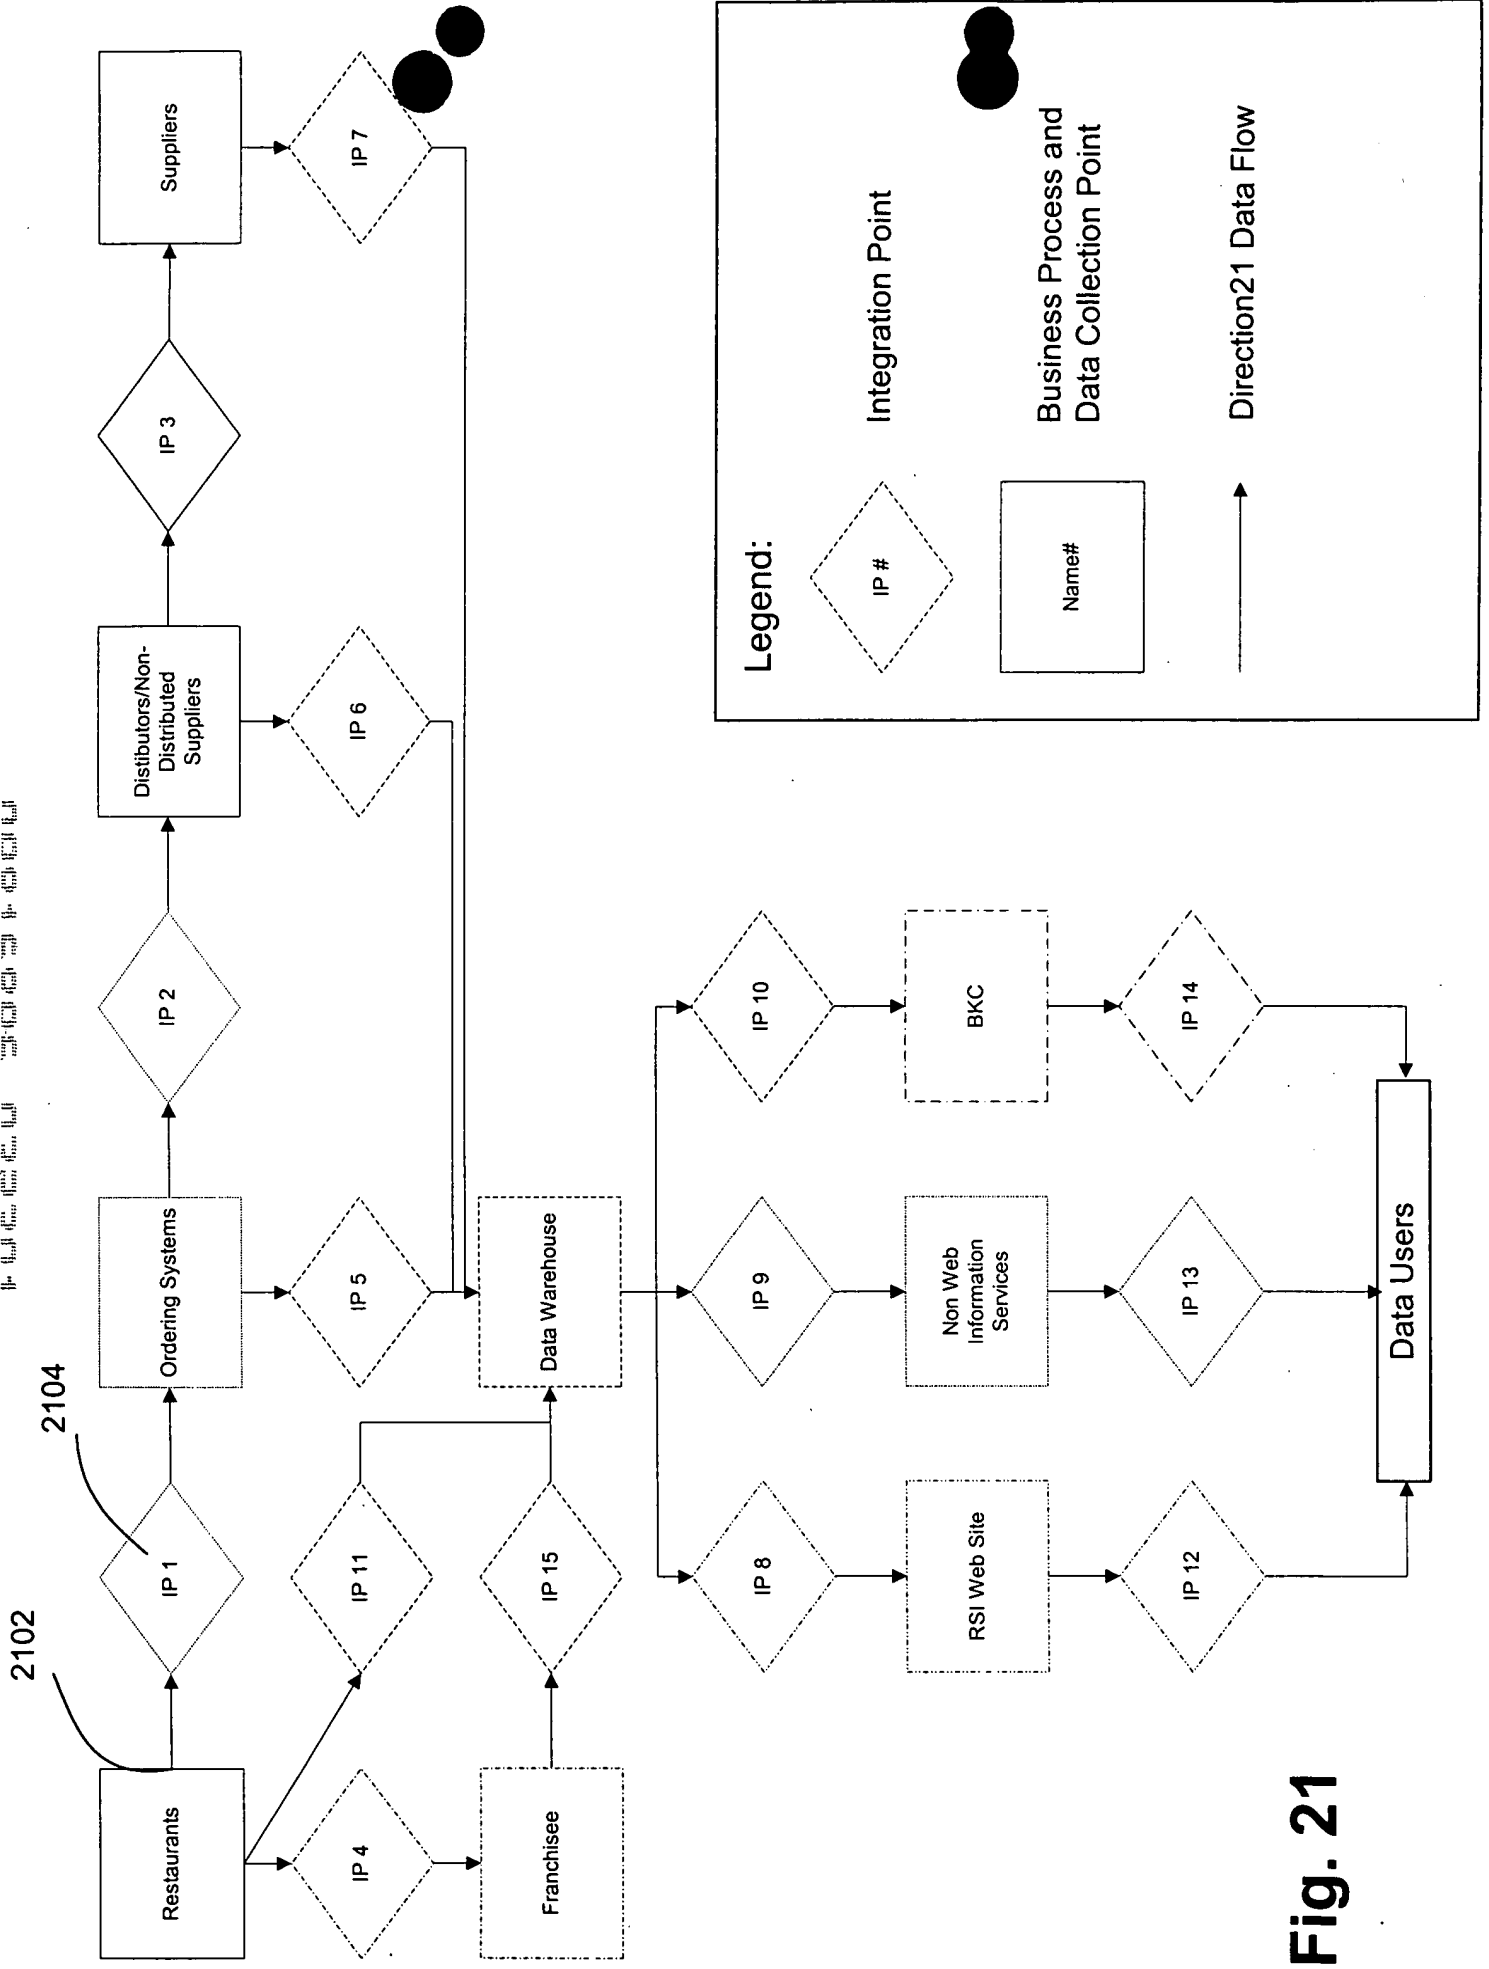 2102
2104
Restaurants
IP 1
Ordering Systems
IP 2
Distibutors/Non-
Distributed
Suppliers
IP 3
Suppliers
IP 4
IP 11
IP 5
IP 6
IP 7
Franchisee
IP 15
Data Warehouse
IP 8
IP 9
IP 10
RSI Web Site
Non Web
Information
Services
BKC
IP 12
IP 13
IP 14
Data Users
Legend:
IP #
Integration Point
Name#
Business Process and
Data Collection Point
Direction21 Data Flow
Fig. 21